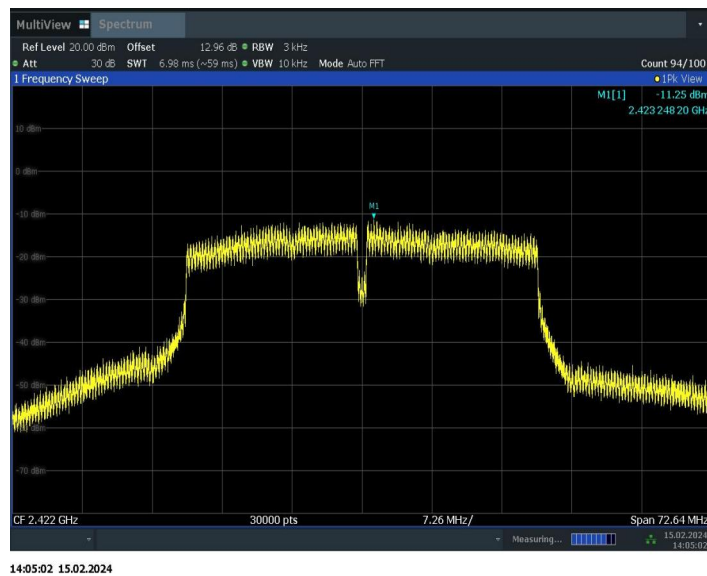 MultiView Spectrum
Ref Level 20.00 dBm Offset 12.96 dB RBW 3 kHz
Att 30 dB SWT 6.98 ms (~59 ms) VBW 10 kHz Mode Auto FFT Count 94/100
1 Frequency Sweep 1Pk View
M1[1] -11.25 dBm
2.423 248 20 GHz
10 dBm
0 dBm
M1
-10 dBm
-20 dBm
-30 dBm
-40 dBm
-50 dBm
-70 dBm
CF 2.422 GHz 30000 pts 7.26 MHz/ Span 72.64 MHz
Measuring... 15.02.2024
14:05:02
14:05:02 15.02.2024